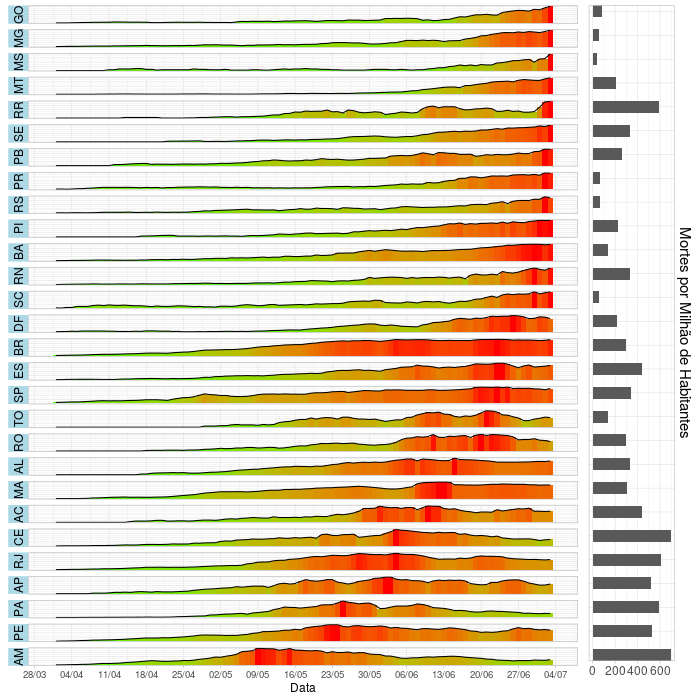 GO
MG
MS
MT
RR
SE
PB
PR
RS
PI
BA
RN
SC
DF
BR
ES
SP
TO
RO
AL
MA
AC
CE
RJ
AP
PA
PE
AM
28/03 04/04 11/04 18/04 25/04 02/05 09/05 16/05 23/05 30/05 06/06 13/06 20/06 27/06 04/07
Data
0 200 400 600
Mortes por Milhão de Habitantes